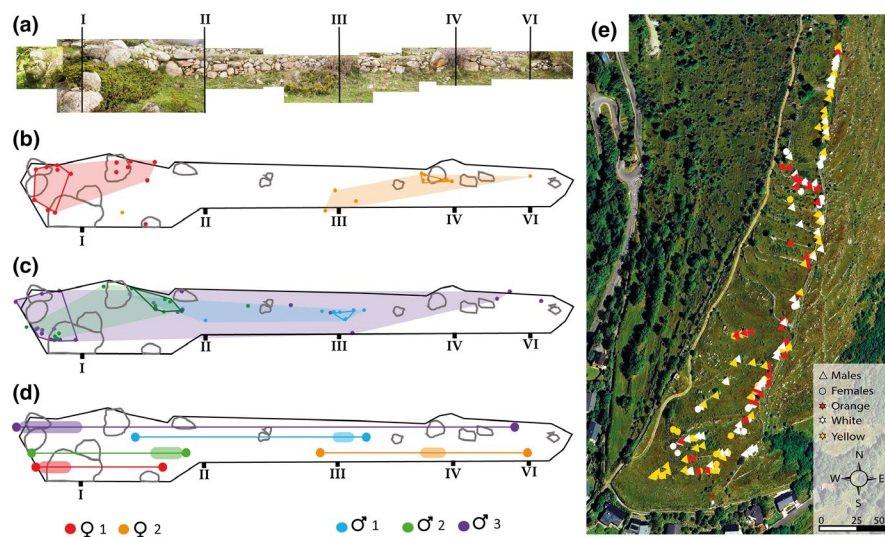 (a)
I II III IV VI
(b)
I II III IV VI
(c)
I II III IV VI
(d)
I II III IV VI
♀ 1 ♀ 2 ♂ 1 ♂ 2 ♂ 3
(e)
Males
Females
Orange
White
Yellow
N
W E
S
0 25 50